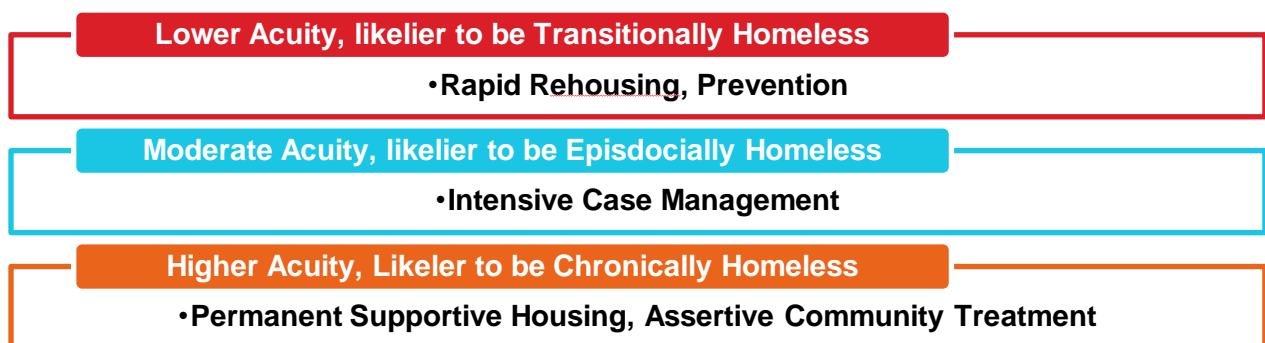 Lower Acuity, likelier to be Transitionally Homeless
•Rapid Rehousing, Prevention
Moderate Acuity, likelier to be Episdocially Homeless
•Intensive Case Management
Higher Acuity, Likeler to be Chronically Homeless
•Permanent Supportive Housing, Assertive Community Treatment